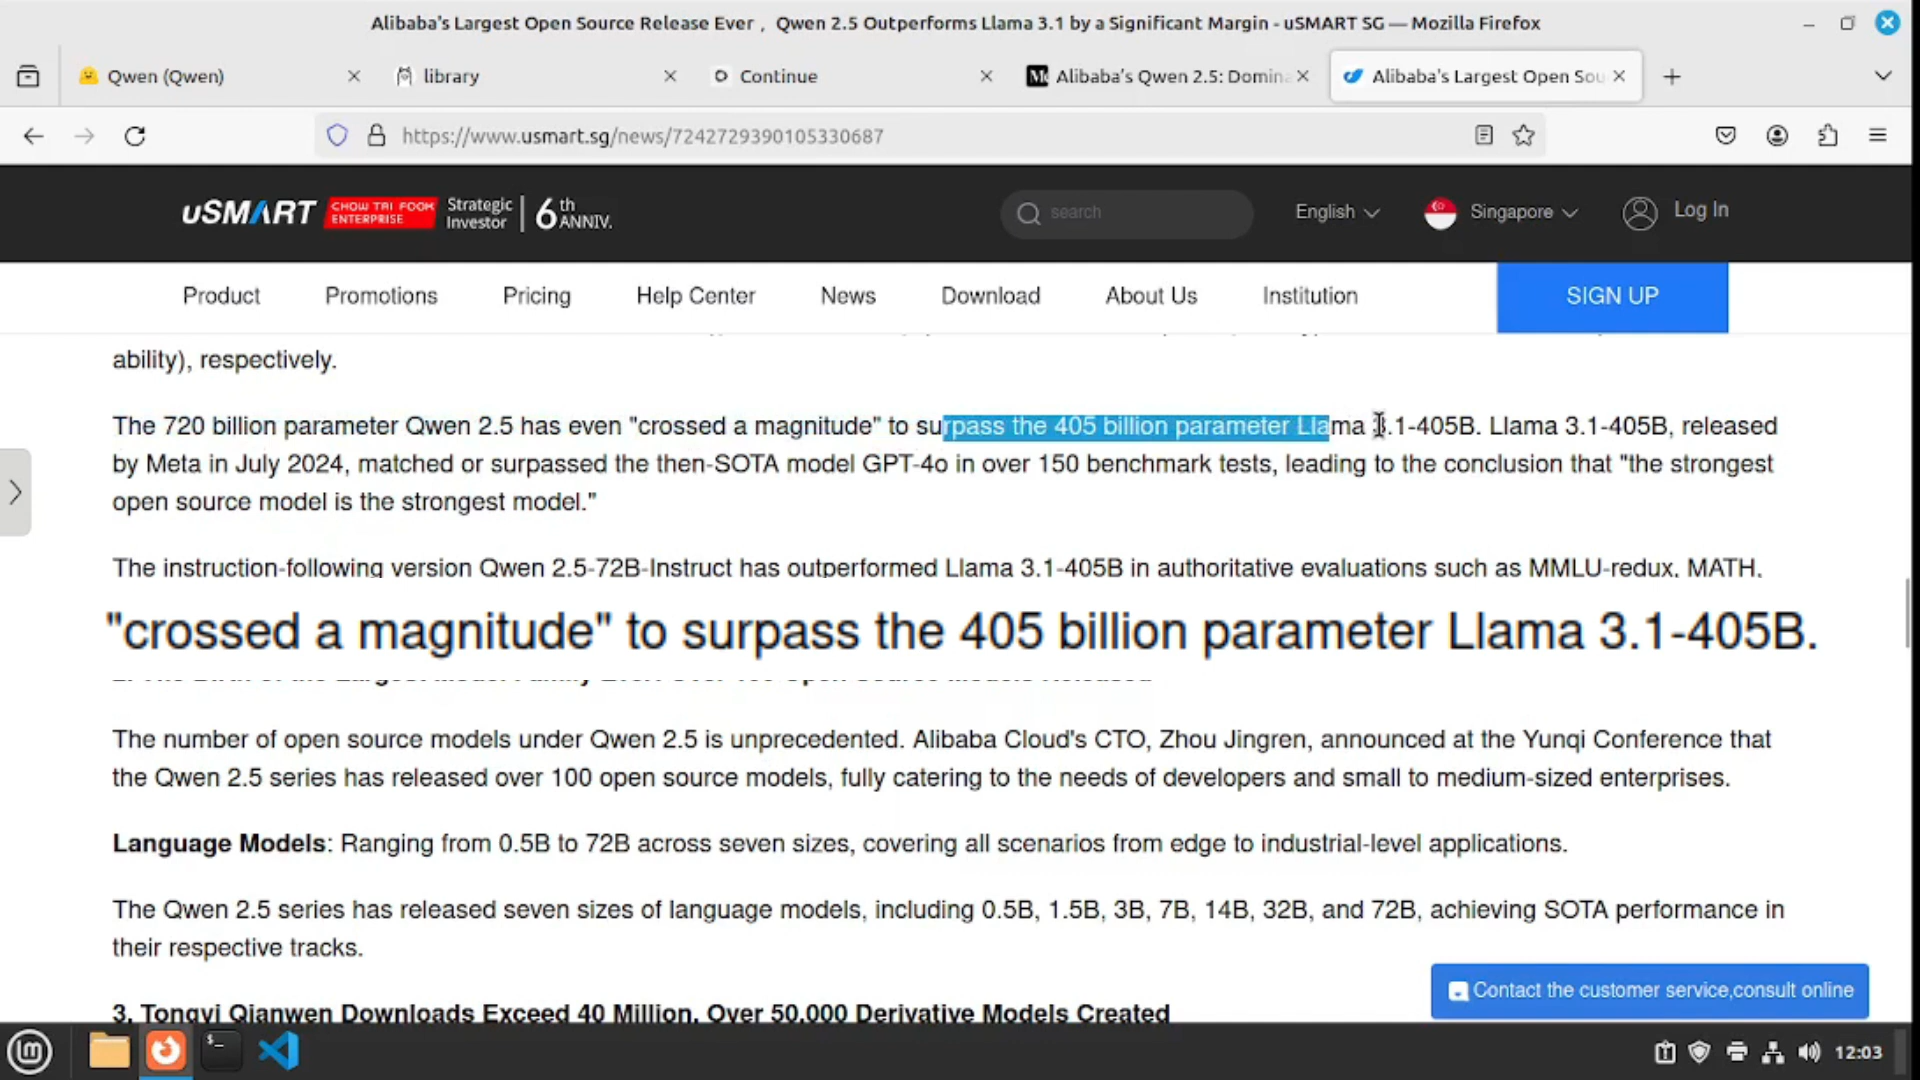 Alibaba's Largest Open Source Release Ever， Qwen 2.5 Outperforms Llama 3.1 by a Significant Margin - uSMART SG — Mozilla Firefox
Qwen (Qwen)
library
Continue
Alibaba's Qwen 2.5: Domina
Alibaba's Largest Open Sou
https://www.usmart.sg/news/7242729390105330687
uSMART
CHOW TAI FOOK
ENTERPRISE
Strategic
Investor
6 th
ANNIV.
search
English
Singapore
Log In
Product
Promotions
Pricing
Help Center
News
Download
About Us
Institution
SIGN UP
ability), respectively.
The 720 billion parameter Qwen 2.5 has even "crossed a magnitude" to surpass the 405 billion parameter Llama 3.1-405B. Llama 3.1-405B, released
by Meta in July 2024, matched or surpassed the then-SOTA model GPT-4o in over 150 benchmark tests, leading to the conclusion that "the strongest
open source model is the strongest model."
The instruction-following version Qwen 2.5-72B-Instruct has outperformed Llama 3.1-405B in authoritative evaluations such as MMLU-redux, MATH,
"crossed a magnitude" to surpass the 405 billion parameter Llama 3.1-405B.
The number of open source models under Qwen 2.5 is unprecedented. Alibaba Cloud's CTO, Zhou Jingren, announced at the Yunqi Conference that
the Qwen 2.5 series has released over 100 open source models, fully catering to the needs of developers and small to medium-sized enterprises.
Language Models: Ranging from 0.5B to 72B across seven sizes, covering all scenarios from edge to industrial-level applications.
The Qwen 2.5 series has released seven sizes of language models, including 0.5B, 1.5B, 3B, 7B, 14B, 32B, and 72B, achieving SOTA performance in
their respective tracks.
3. Tongyi Qianwen Downloads Exceed 40 Million, Over 50,000 Derivative Models Created
Contact the customer service,consult online
12:03